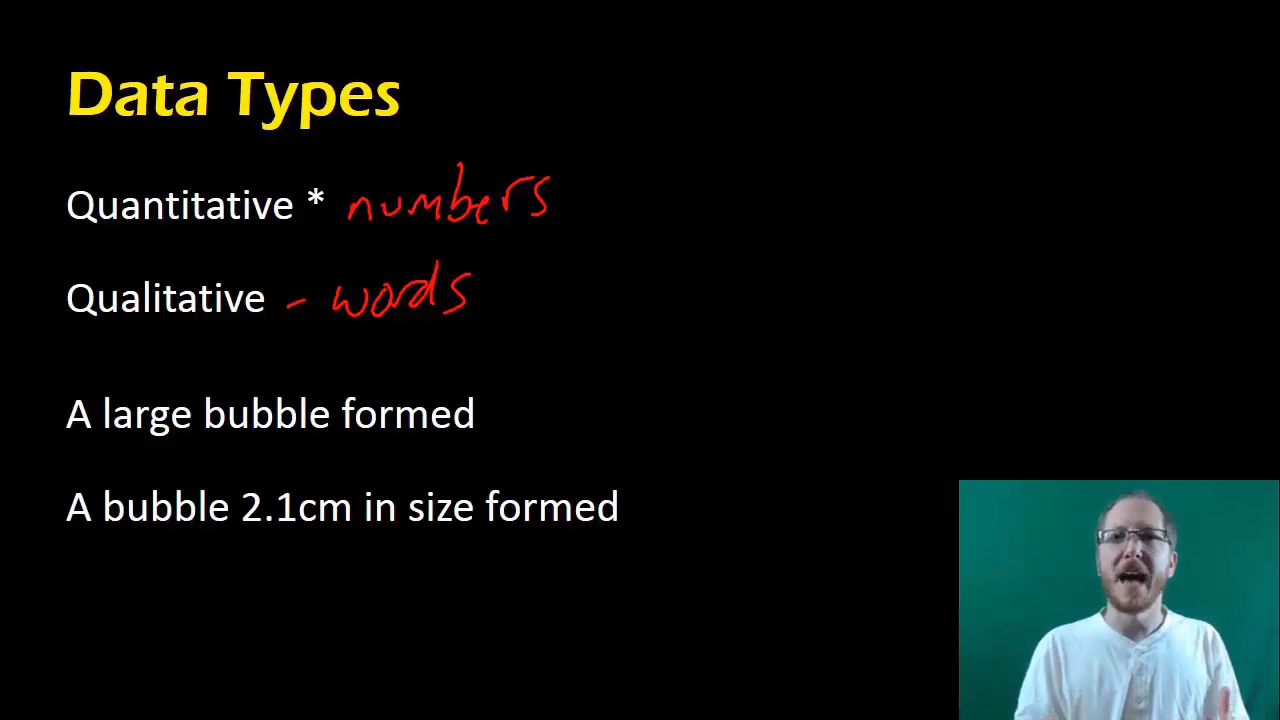 Data Types
Quantitative * numbers
Qualitative - words
A large bubble formed
A bubble 2.1cm in size formed